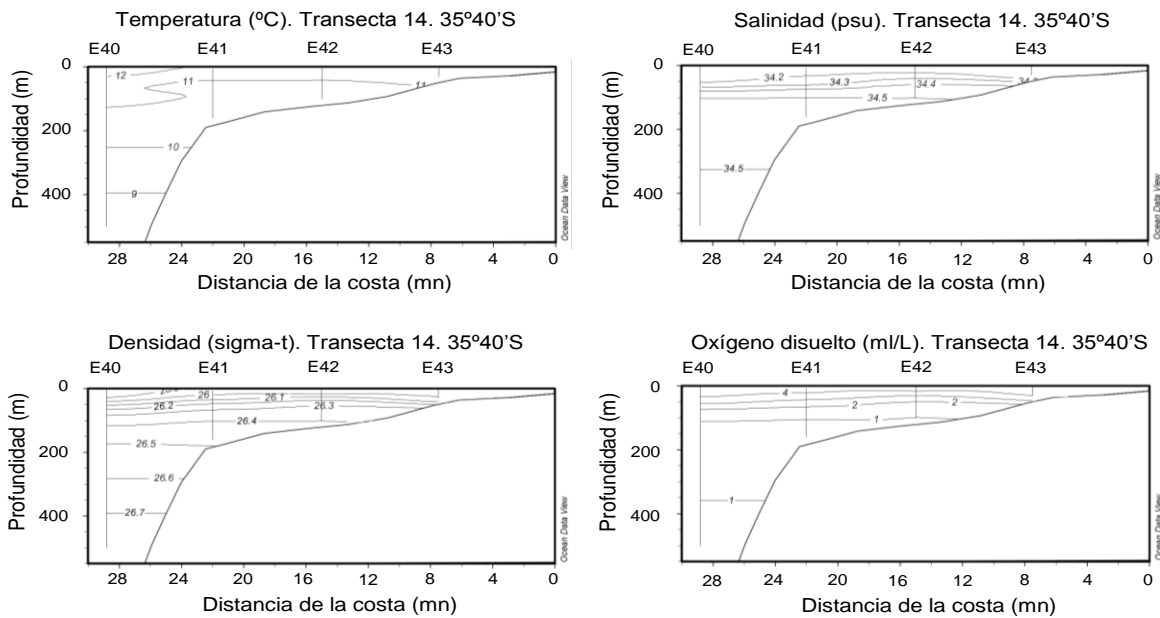 Temperatura (ºC). Transecta 14. 35º40'S
E40 E41 E42 E43
0
200
400
Profundidad (m)
12
11
11
10
9
Ocean Data View
28 24 20 16 12 8 4 0
Distancia de la costa (mn)
Salinidad (psu). Transecta 14. 35º40'S
E40 E41 E42 E43
0
200
400
Profundidad (m)
34.2
34.3
34.4
34.5
34.5
Ocean Data View
28 24 20 16 12 8 4 0
Distancia de la costa (mn)
Densidad (sigma-t). Transecta 14. 35º40'S
E40 E41 E42 E43
0
200
400
Profundidad (m)
26
26.1
26.2
26.3
26.4
26.5
26.6
26.7
Ocean Data View
28 24 20 16 12 8 4 0
Distancia de la costa (mn)
Oxígeno disuelto (ml/L). Transecta 14. 35º40'S
E40 E41 E42 E43
0
200
400
Profundidad (m)
4
2
2
1
1
Ocean Data View
28 24 20 16 12 8 4 0
Distancia de la costa (mn)